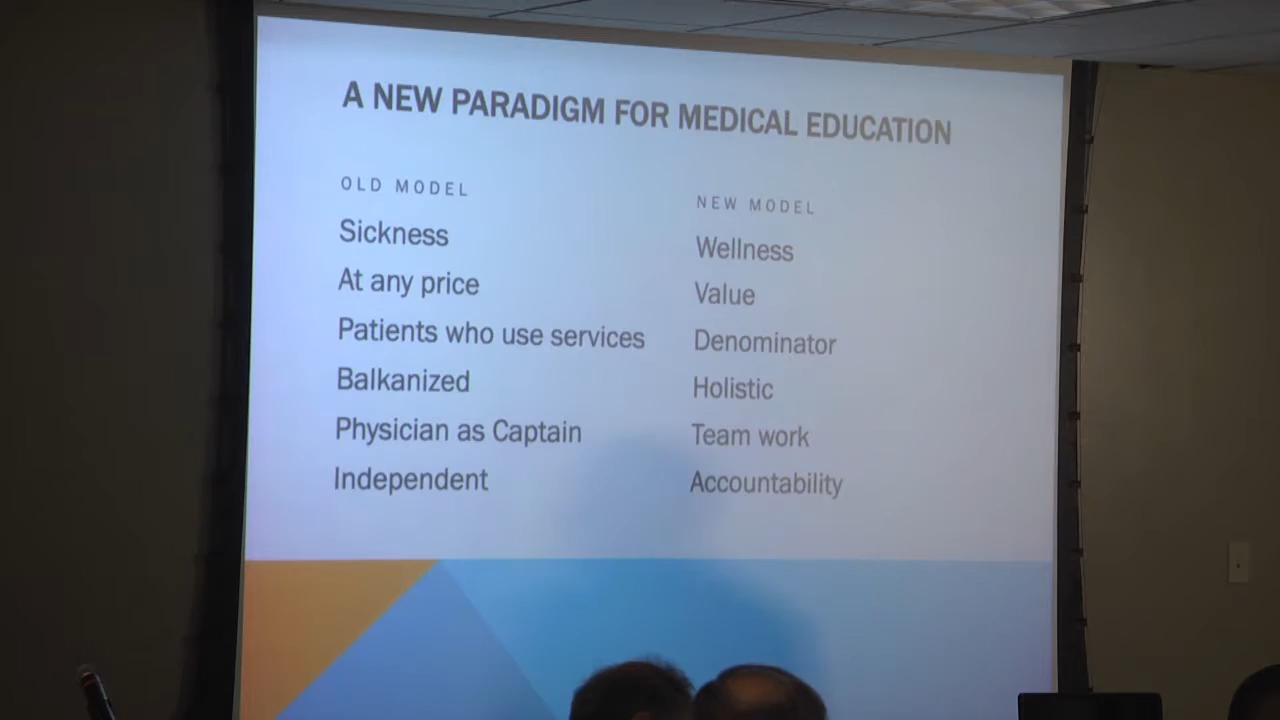 A NEW PARADIGM FOR MEDICAL EDUCATION
OLD MODEL
Sickness
At any price
Patients who use services
Balkanized
Physician as Captain
Independent
NEW MODEL
Wellness
Value
Denominator
Holistic
Team work
Accountability